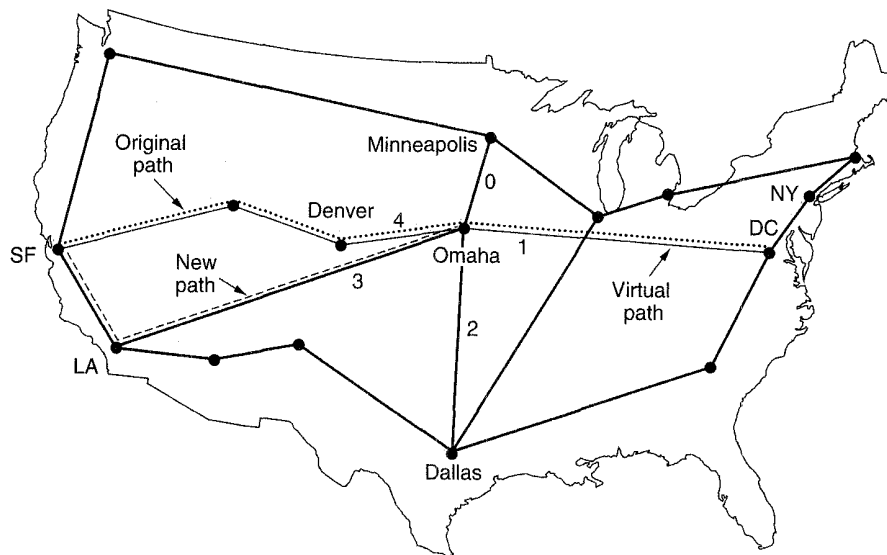 Minneapolis
Original
path
0
NY
Denver
4
DC
SF
Omaha
1
New
path
3
Virtual
path
2
LA
Dallas